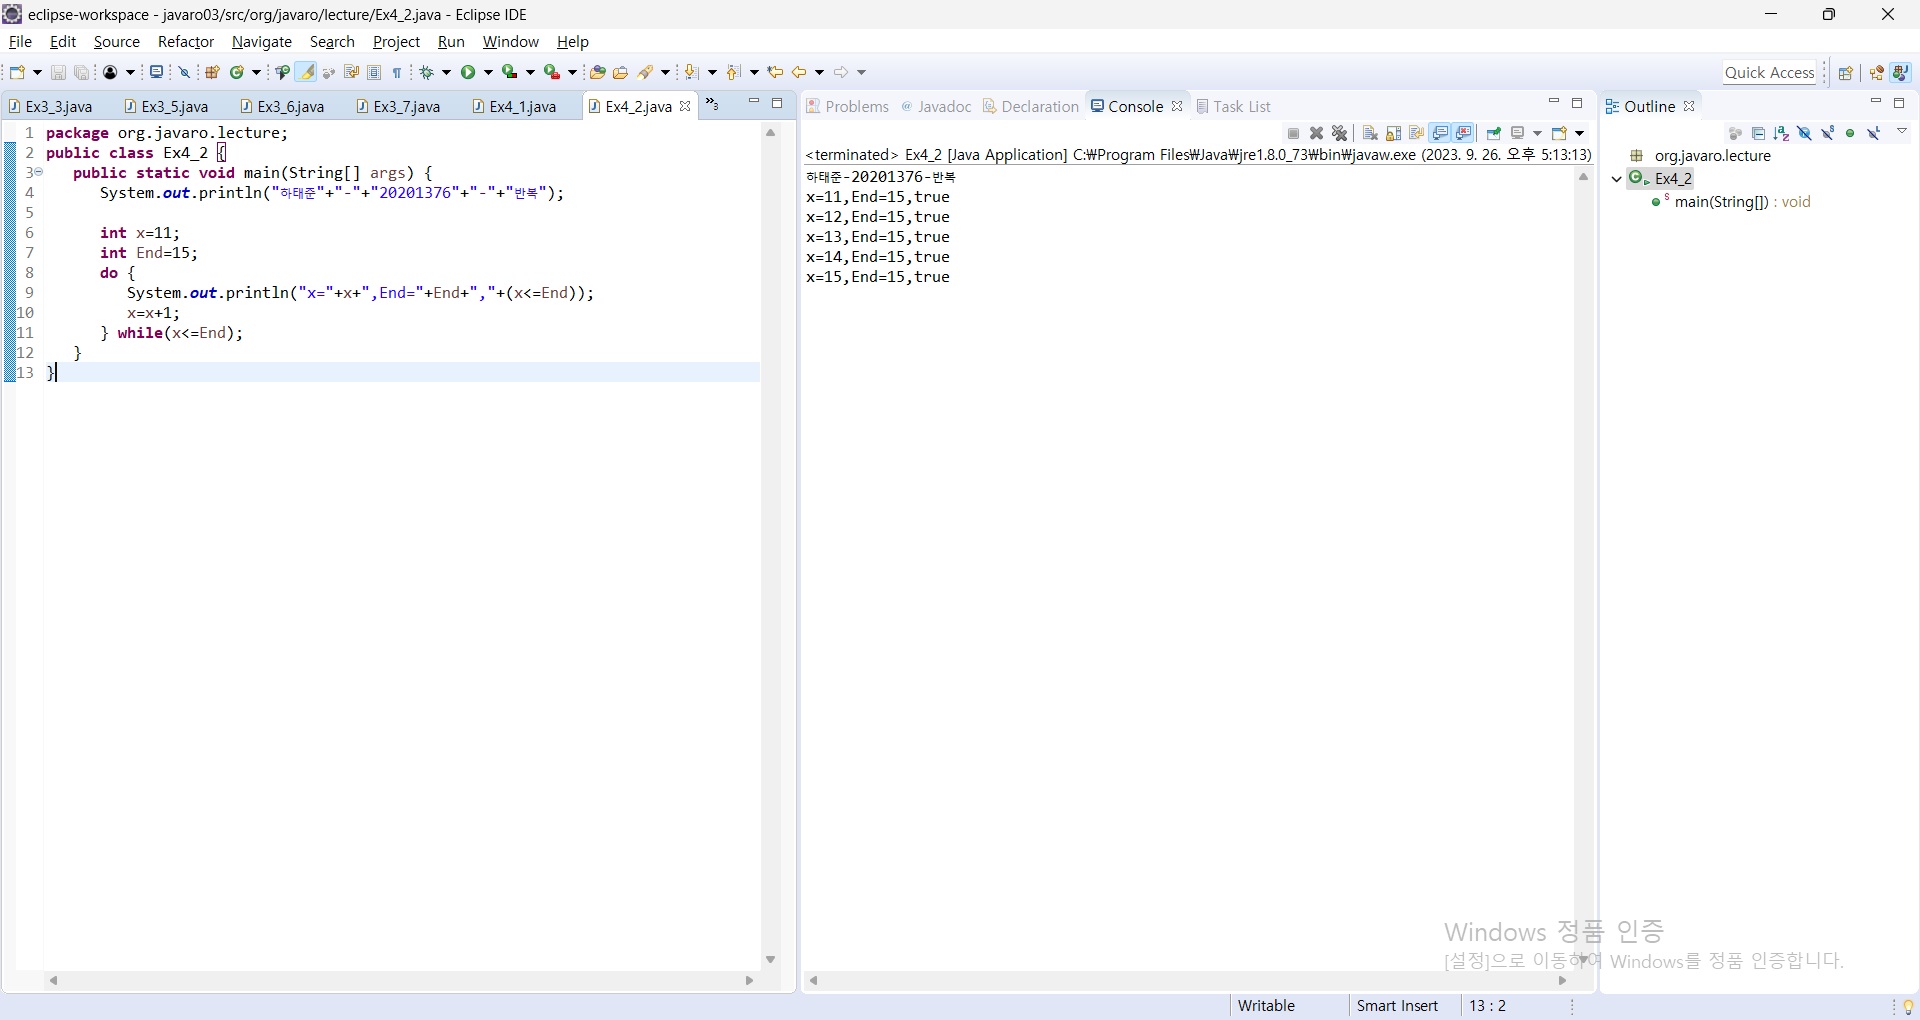 eclipse-workspace - javaro03/src/org/javaro/lecture/Ex4_2.java - Eclipse IDE
File Edit Source Refactor Navigate Search Project Run Window Help
Quick Access
Ex3_3.java Ex3_5.java Ex3_6.java Ex3_7.java Ex4_1.java Ex4_2.java »3
1 package org.javaro.lecture;
2 public class Ex4_2 {
3 public static void main(String[] args) {
4 System.out.println("하태준"+"-"+"20201376"+"-"+"반복");
5
6 int x=11;
7 int End=15;
8 do {
9 System.out.println("x="+x+",End="+End+","+(x<=End));
10 x=x+1;
11 } while(x<=End);
12 }
13 }
Problems @ Javadoc Declaration Console Task List
<terminated> Ex4_2 [Java Application] C:₩Program Files₩Java₩jre1.8.0_73₩bin₩javaw.exe (2023. 9. 26. 오후 5:13:13)
하태준-20201376-반복
x=11,End=15,true
x=12,End=15,true
x=13,End=15,true
x=14,End=15,true
x=15,End=15,true
Outline
org.javaro.lecture
Ex4_2
main(String[]) : void
Windows 정품 인증
[설정]으로 이동하여 Windows를 정품 인증합니다.
Writable Smart Insert 13 : 2